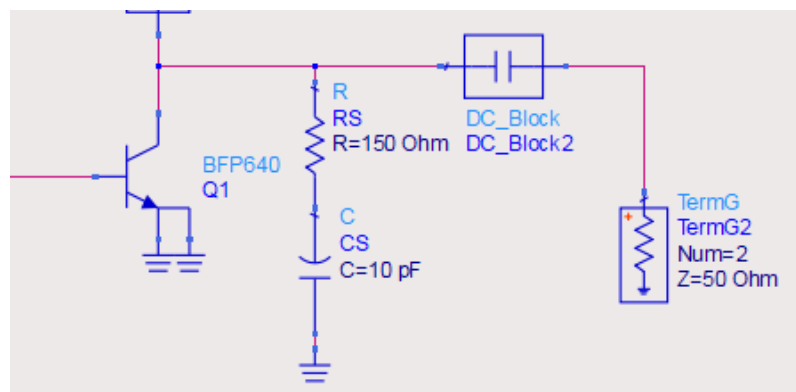 R
RS
R=150 Ohm
DC_Block
DC_Block2
BFP640
Q1
C
CS
C=10 pF
TermG
TermG2
Num=2
Z=50 Ohm
+